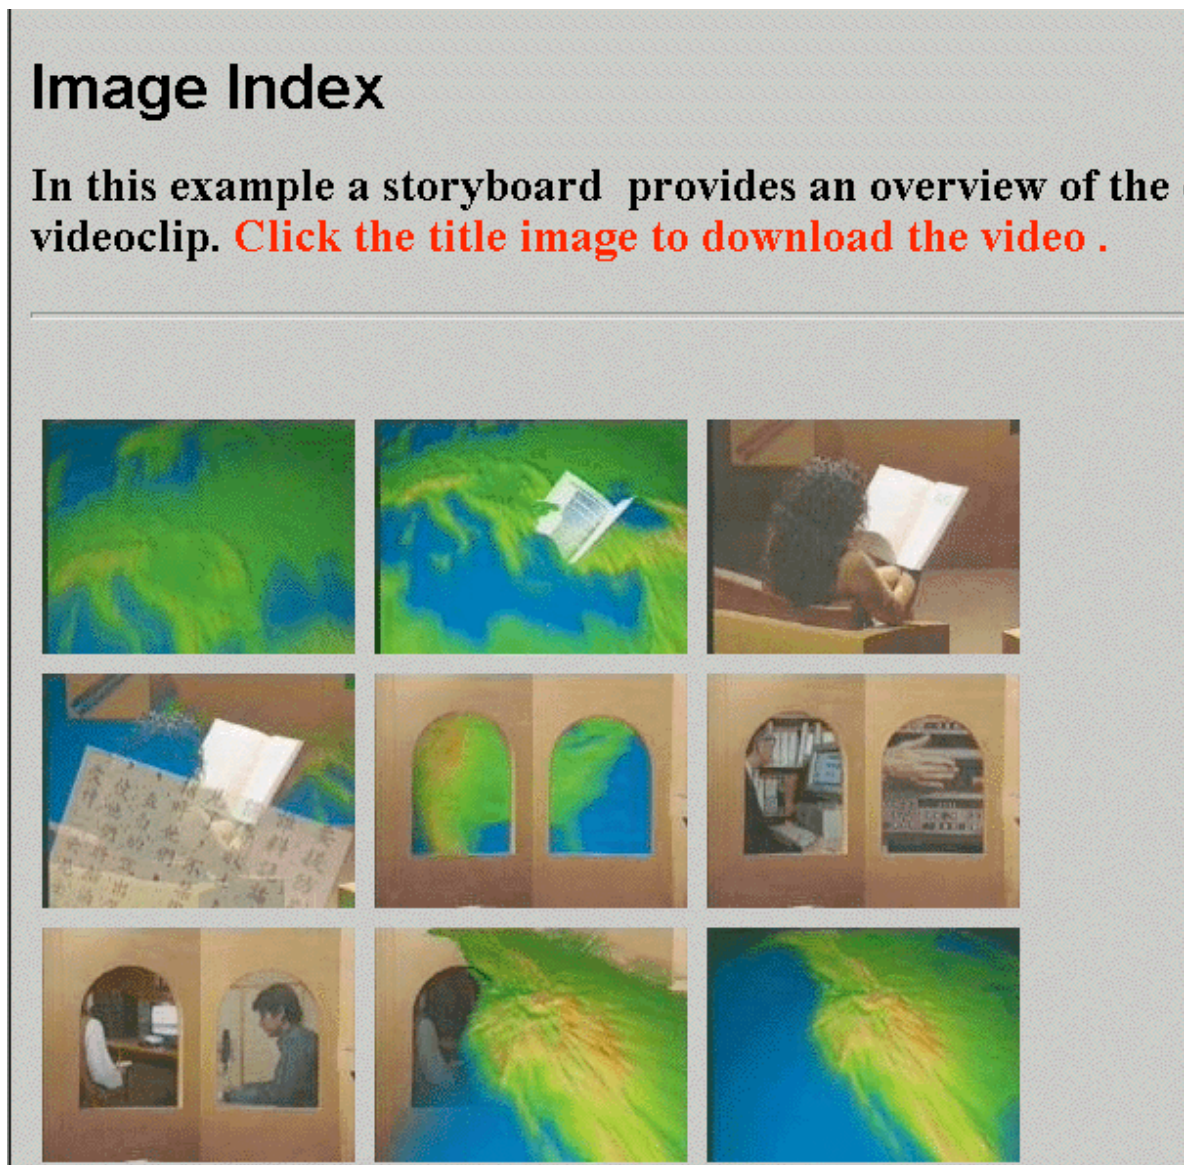 Image Index
In this example a storyboard provides an overview of the
videoclip. Click the title image to download the video .